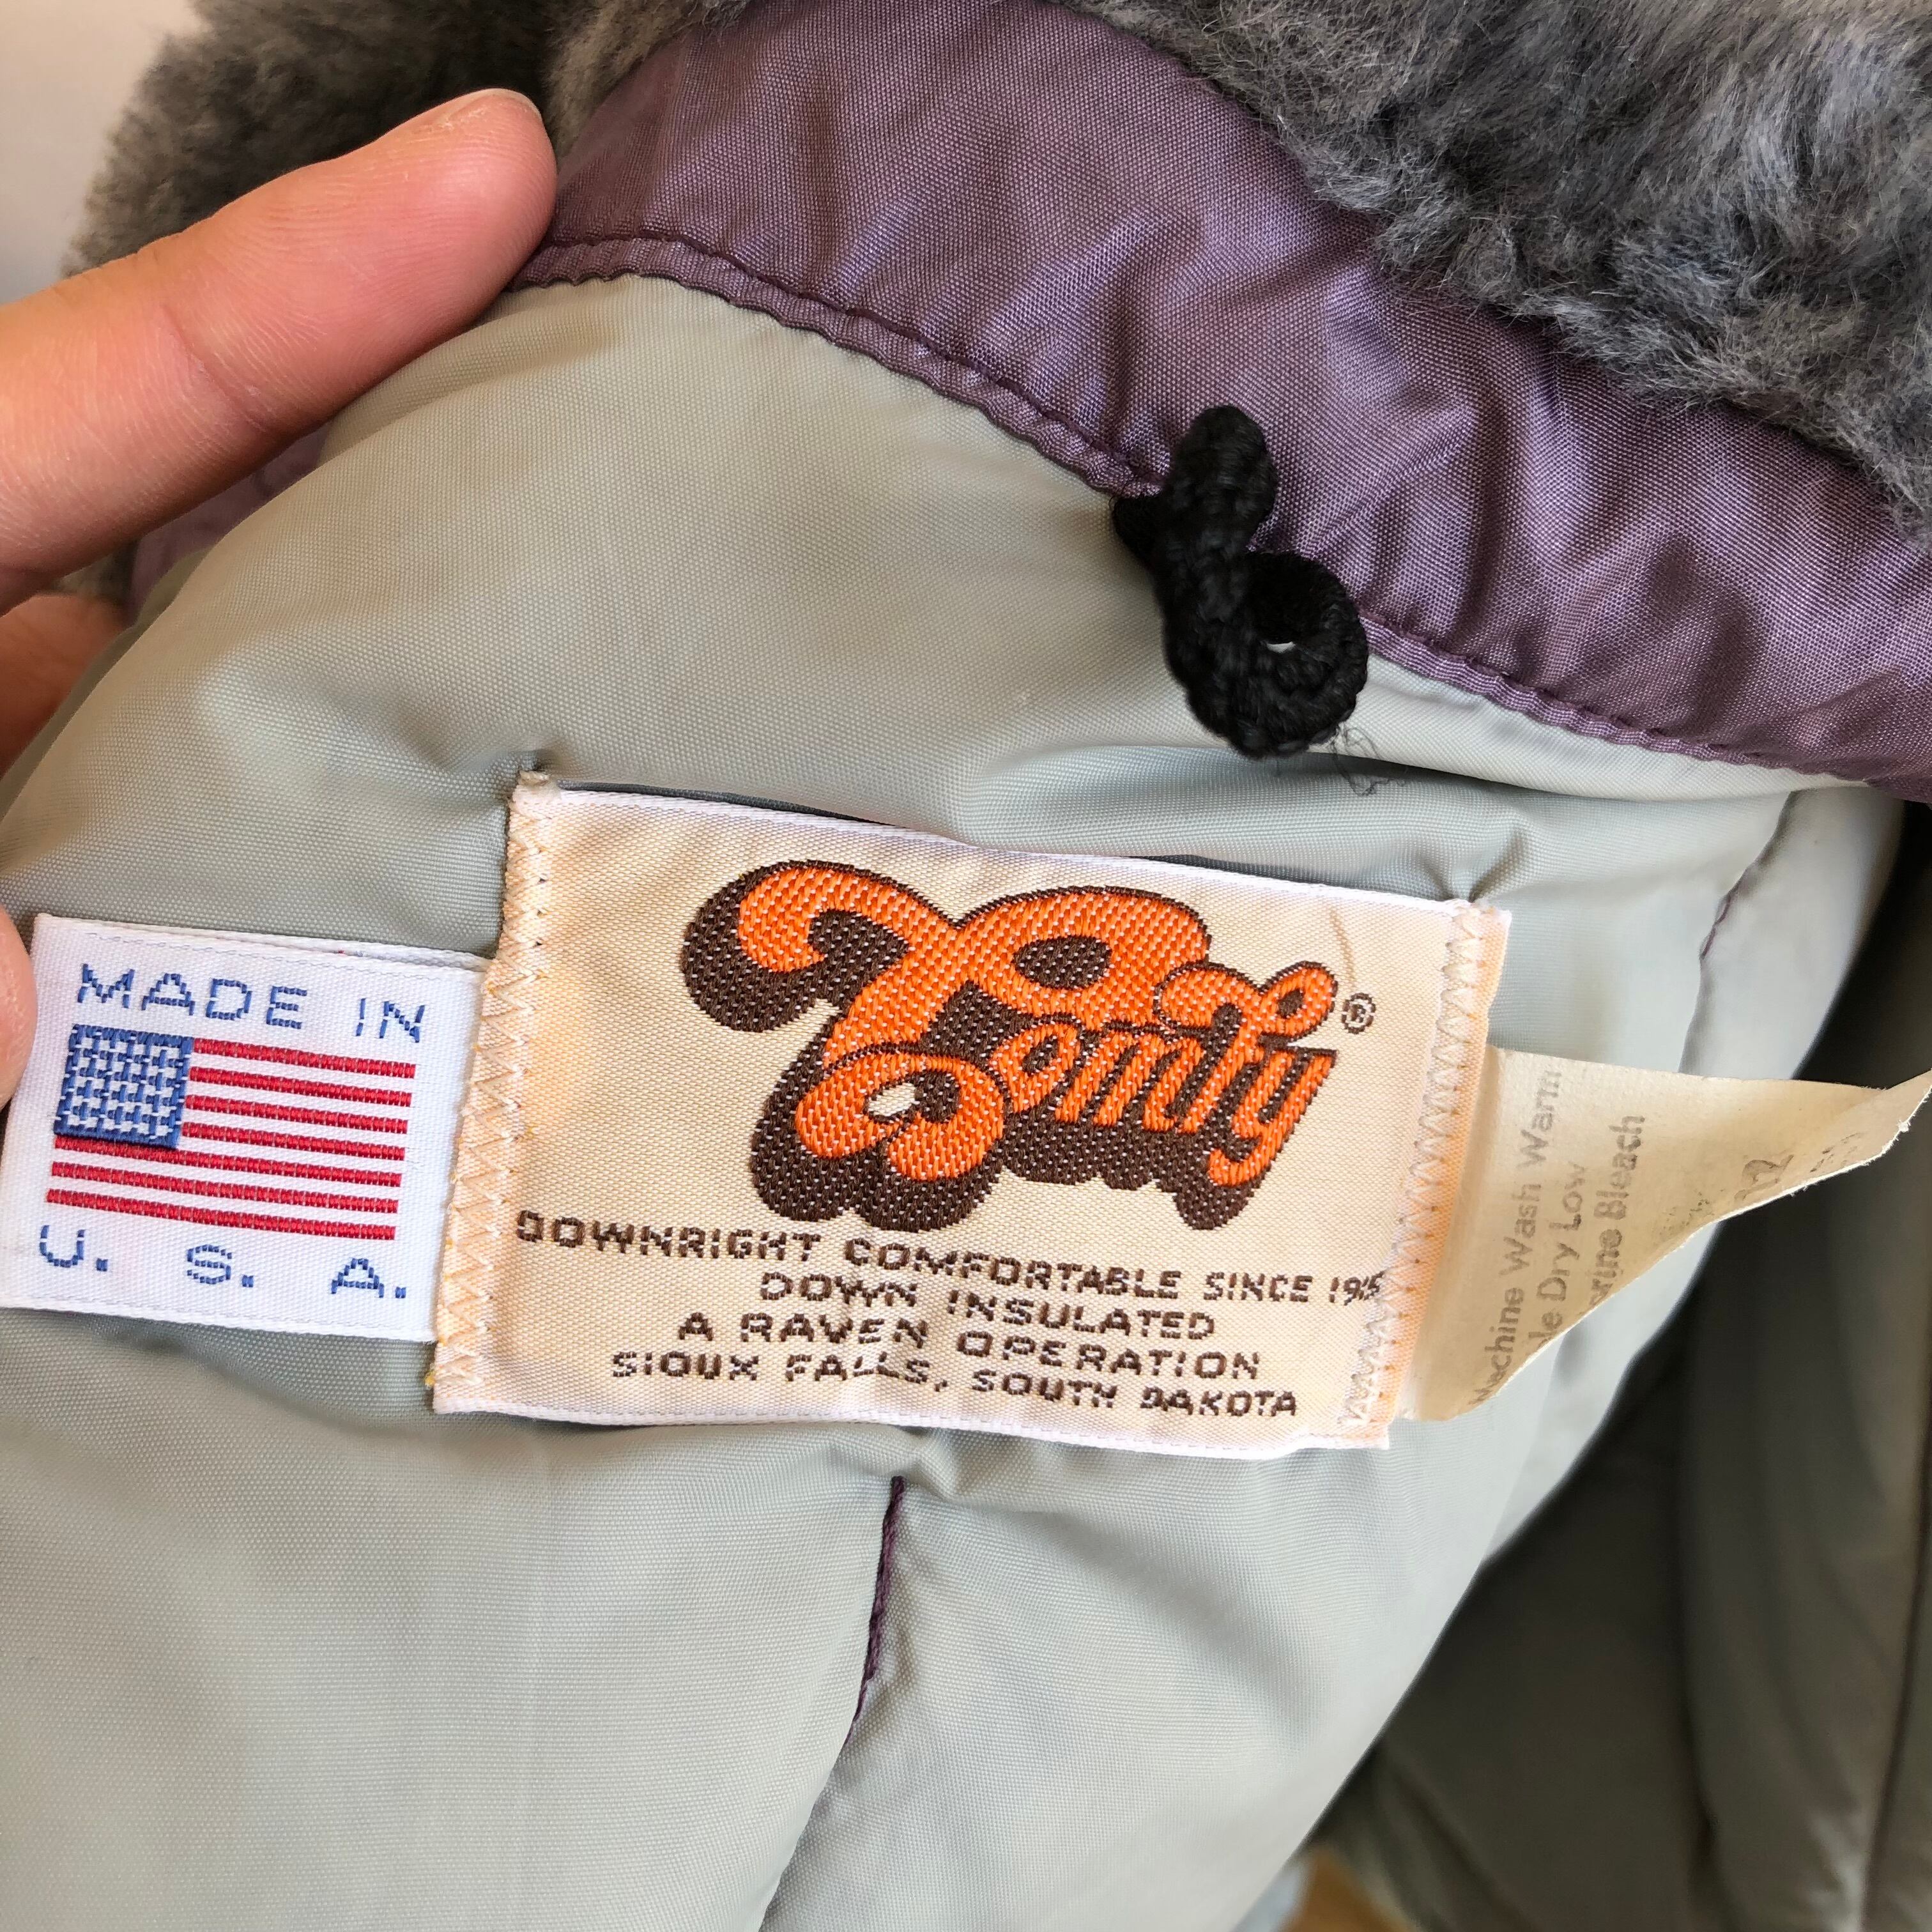 MADE IN
U. S. A.
Comfy ®
DOWNRIGHT COMFORTABLE SINCE 1915
DOWN INSULATED
A RAVEN OPERATION
SIOUX FALLS, SOUTH DAKOTA
Machine Wash Warm
Dry Low
Bleach